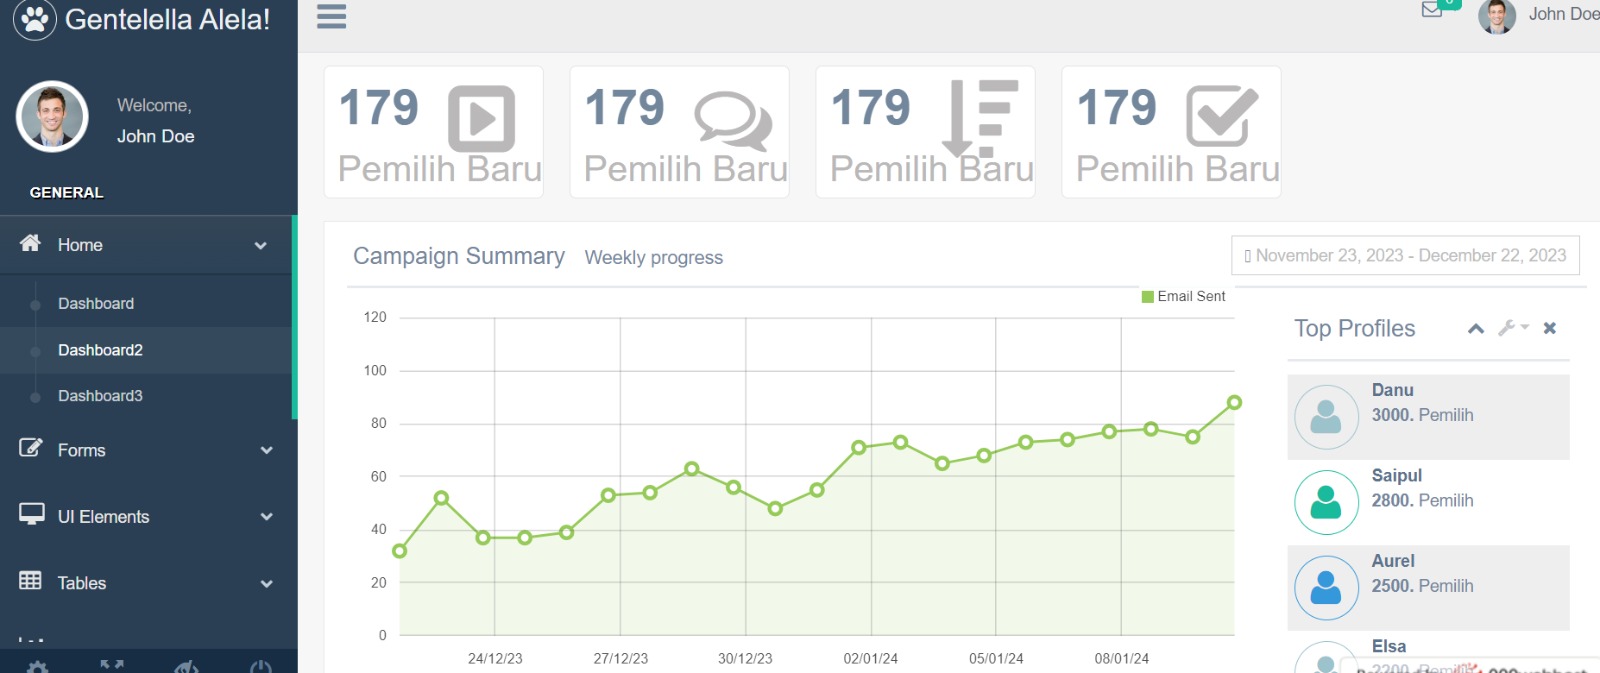 Gentelella Alela!
John Doe
Welcome,
John Doe
GENERAL
Home
Dashboard
Dashboard2
Dashboard3
Forms
UI Elements
Tables
179
Pemilih Baru
179
Pemilih Baru
179
Pemilih Baru
179
Pemilih Baru
Campaign Summary Weekly progress
November 23, 2023 - December 22, 2023
Email Sent
120
100
80
60
40
20
0
24/12/23 27/12/23 30/12/23 02/01/24 05/01/24 08/01/24
Top Profiles
Danu
3000. Pemilih
Saipul
2800. Pemilih
Aurel
2500. Pemilih
Elsa
2200. Pemilih